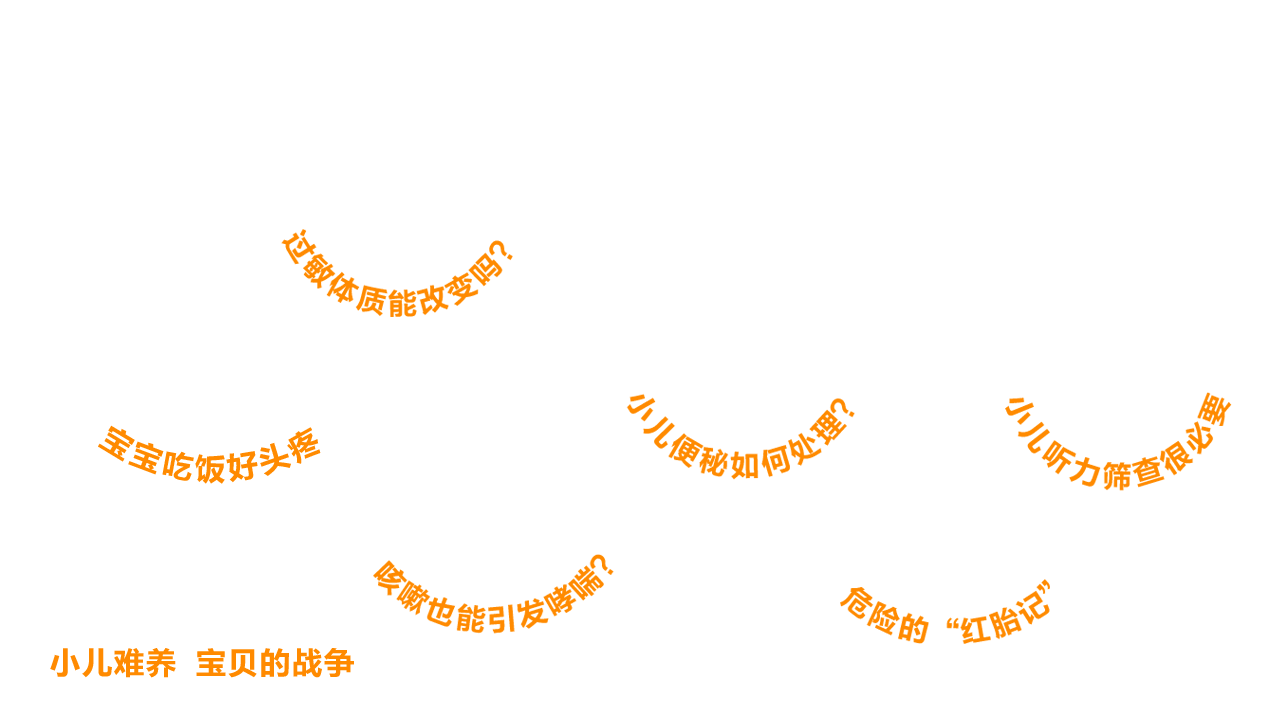 过敏体质能改变吗？
宝宝吃饭好头疼
小儿便秘如何处理？
小儿听力筛查很必要
咳嗽也能引发哮喘？
危险的“红胎记”
小儿难养 宝贝的战争